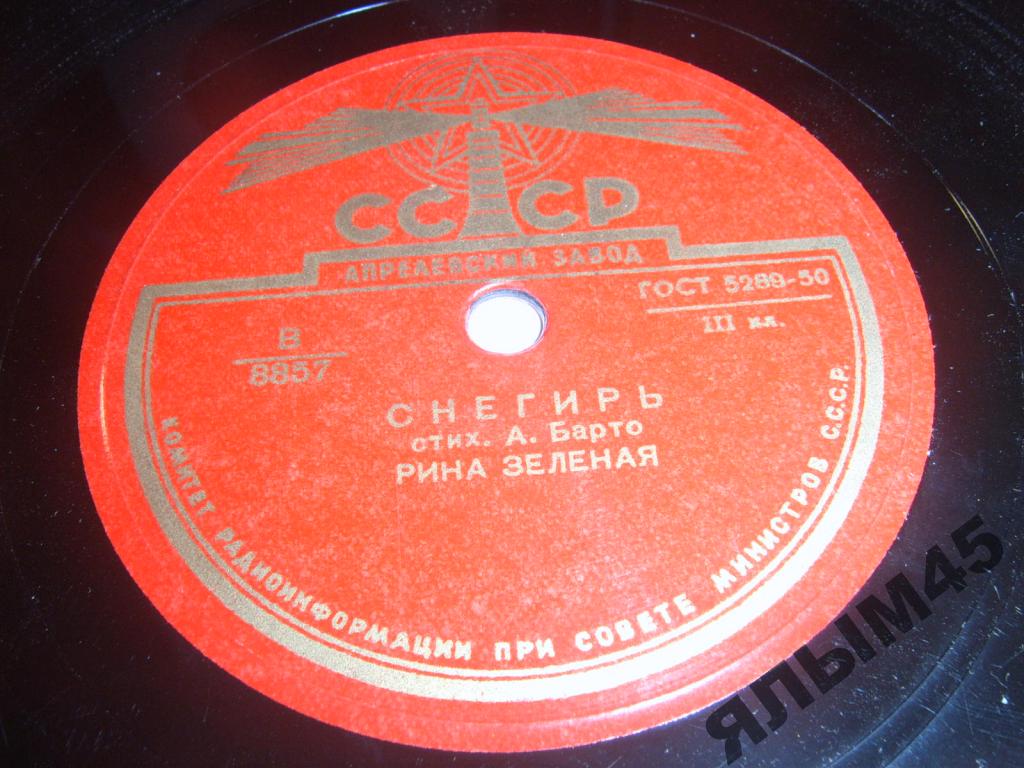 СССР
АПРЕЛЕВСКИЙ ЗАВОД
ГОСТ 5289-50
III кл.
В
8857
СНЕГИРЬ
стих. А. Барто
РИНА ЗЕЛЕНАЯ
КОМИТЕТ РАДИОИНФОРМАЦИИ ПРИ СОВЕТЕ МИНИСТРОВ С.С.С.Р.
ЯЛЫМ45